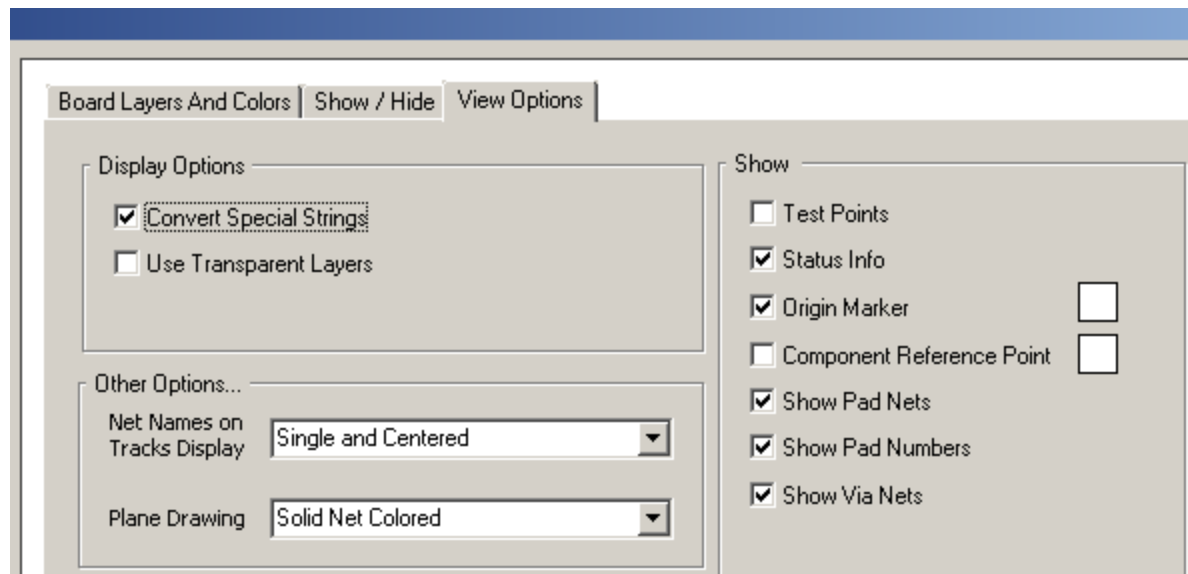 Board Layers And Colors
Show / Hide
View Options
Display Options
Convert Special Strings
Use Transparent Layers
Other Options...
Net Names on
Tracks Display
Single and Centered
Plane Drawing
Solid Net Colored
Show
Test Points
Status Info
Origin Marker
Component Reference Point
Show Pad Nets
Show Pad Numbers
Show Via Nets